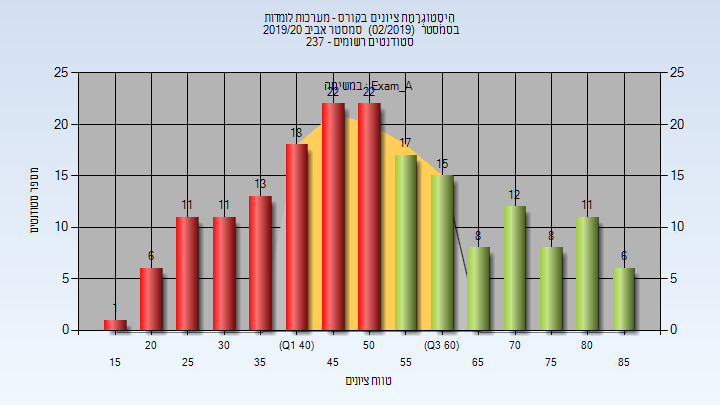 היסטוגרמת ציונים בקורס - מערכות לומדות
בסמסטר (02/2019) סמסטר אביב 2019/20
סטודנטים רשומים - 237
במשימה - Exam_A
מספר סטודנטים
25 25
20 20
15 15
10 10
5 5
0 0
1 6 11 11 13 18 22 22 17 15 8 12 8 11 6
20 30 (Q1 40) 50 (Q3 60) 70 80
15 25 35 45 55 65 75 85
טווח ציונים